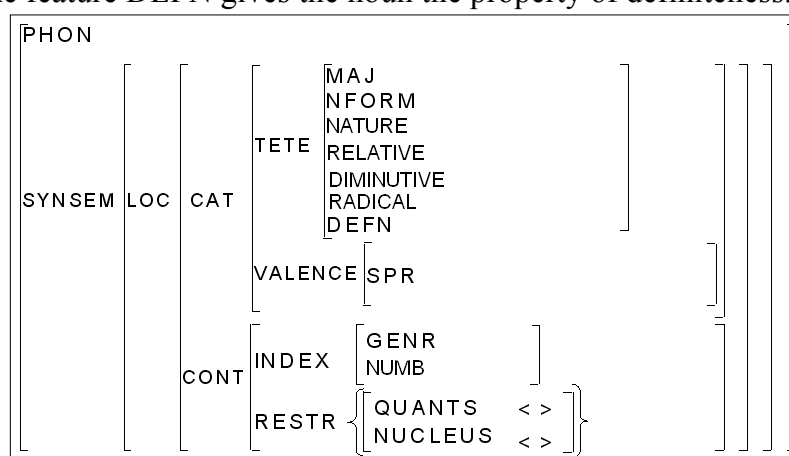 e feature DEFN gives the noun the property of definiteness.
PHON
SYNSEM LOC CAT TETE MAJ
NFORM
NATURE
RELATIVE
DIMINUTIVE
RADICAL
DEFN
VALENCE SPR
CONT INDEX GENR
NUMB
RESTR { QUANTS < >
NUCLEUS < > }